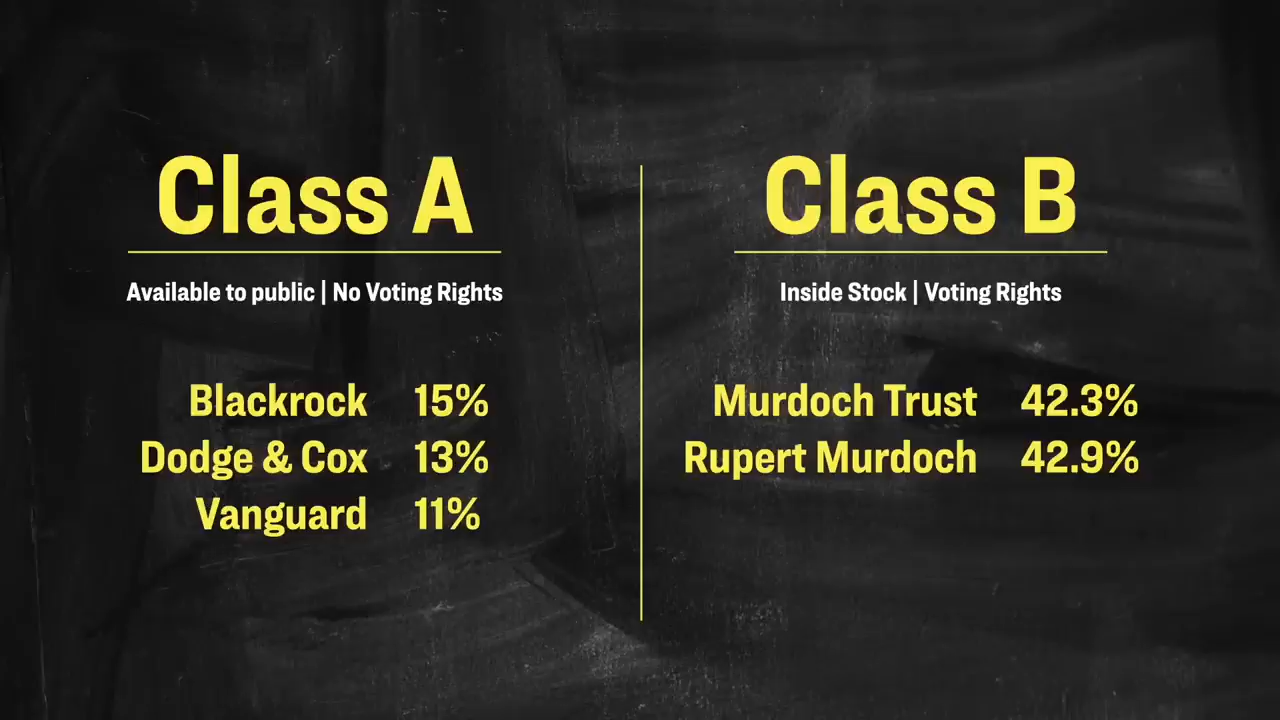 Class A
Available to public | No Voting Rights
Blackrock 15%
Dodge & Cox 13%
Vanguard 11%
Class B
Inside Stock | Voting Rights
Murdoch Trust 42.3%
Rupert Murdoch 42.9%